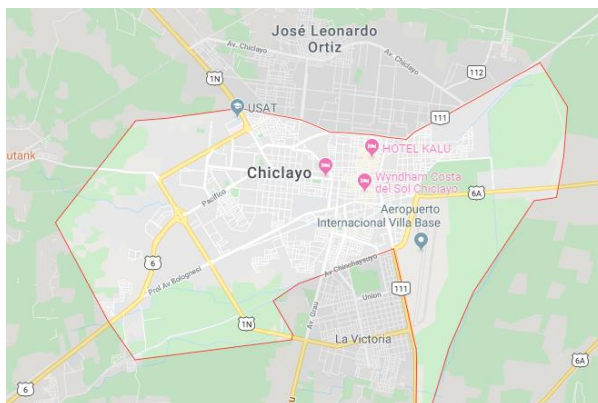 José Leonardo
Ortiz
Av. Chiclayo
Av. Chiclayo
112
1N
111
USAT
utank
HOTEL KALU
Chiclayo
Wyndham Costa
del Sol Chiclayo
6A
Pacífico
Aeropuerto
Internacional Villa Base
6
Prol Av Bolognesi
Av Chinchaysuyo
111
Union
Av. Grau
1N
La Victoria
6A
6